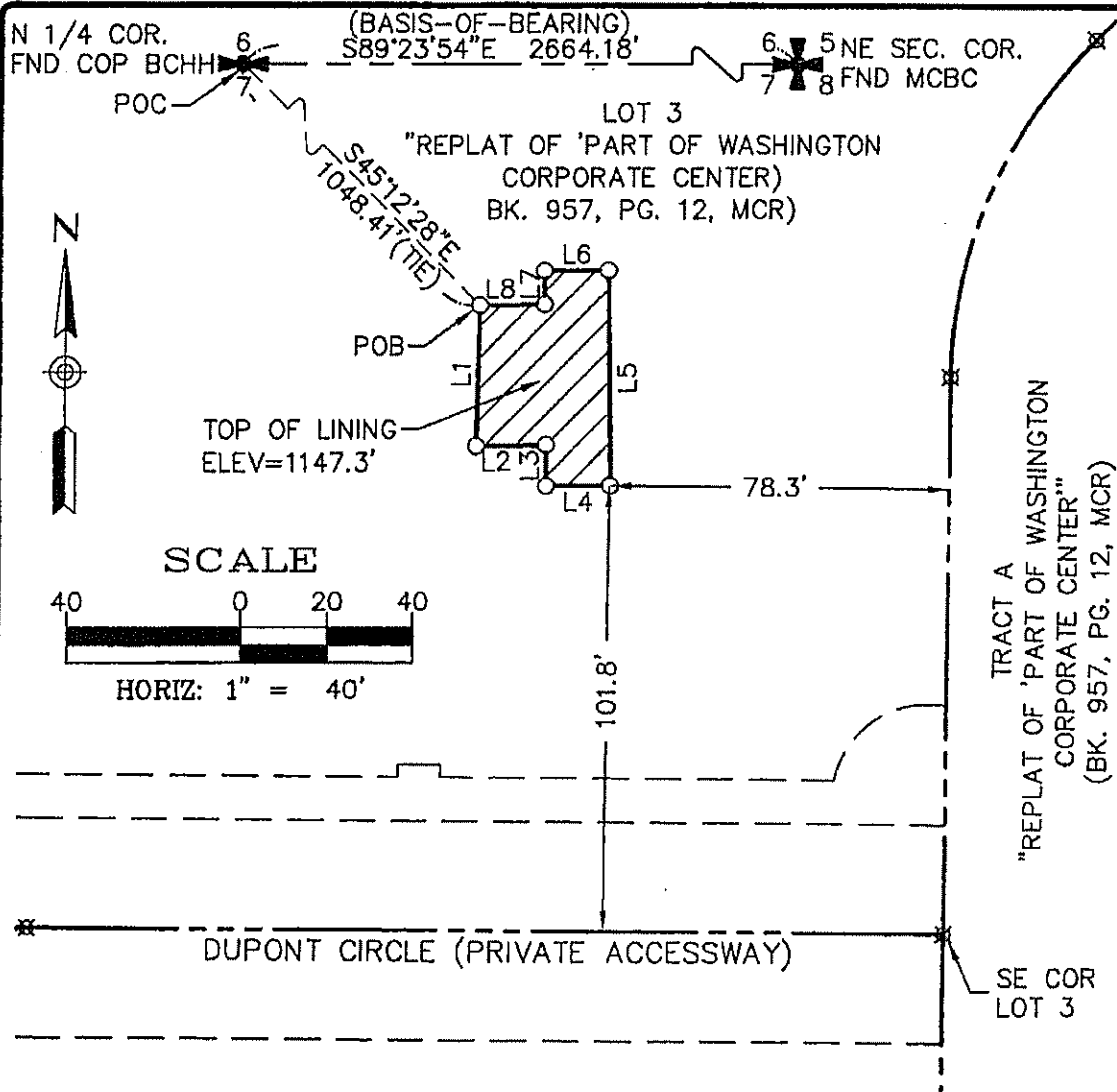 N 1/4 COR.
FND COP BCHH
POC
6
7
(BASIS-OF-BEARING)
S89°23'54"E 2664.18'
6 5
7 8
NE SEC. COR.
FND MCBC
LOT 3
"REPLAT OF 'PART OF WASHINGTON
CORPORATE CENTER)
BK. 957, PG. 12, MCR)
S45°12'28"E
1048.41'(TIE)
N
L6
L7
L8
POB
L1
L5
TOP OF LINING
ELEV=1147.3'
L2
L3
L4
78.3'
SCALE
40 0 20 40
HORIZ: 1" = 40'
101.8'
TRACT A
"REPLAT OF 'PART OF WASHINGTON
CORPORATE CENTER'"
(BK. 957, PG. 12, MCR)
DUPONT CIRCLE (PRIVATE ACCESSWAY)
SE COR
LOT 3